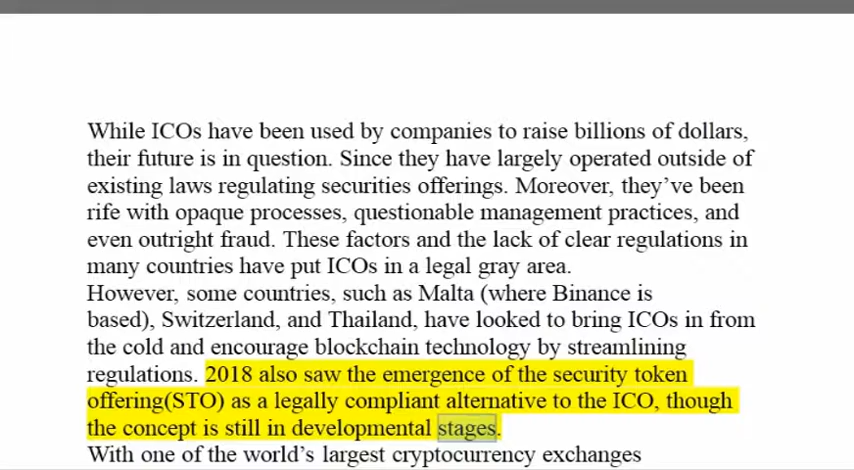 While ICOs have been used by companies to raise billions of dollars,
their future is in question. Since they have largely operated outside of
existing laws regulating securities offerings. Moreover, they’ve been
rife with opaque processes, questionable management practices, and
even outright fraud. These factors and the lack of clear regulations in
many countries have put ICOs in a legal gray area.
However, some countries, such as Malta (where Binance is
based), Switzerland, and Thailand, have looked to bring ICOs in from
the cold and encourage blockchain technology by streamlining
regulations. 2018 also saw the emergence of the security token
offering(STO) as a legally compliant alternative to the ICO, though
the concept is still in developmental stages.
With one of the world’s largest cryptocurrency exchanges